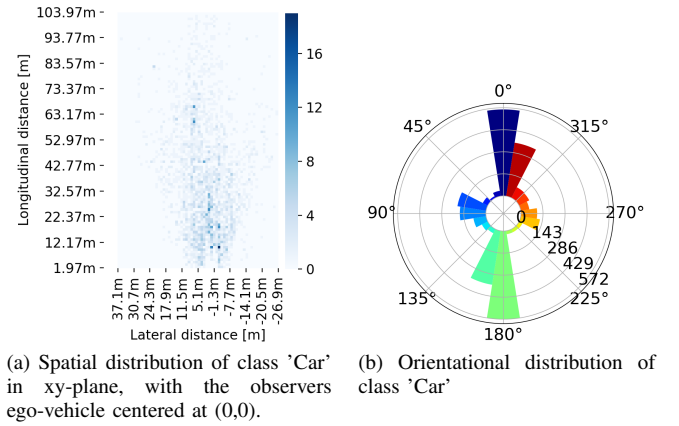 103.97m
93.77m
83.57m
73.37m
63.17m
52.97m
42.77m
32.57m
22.37m
12.17m
1.97m
Longitudinal distance [m]
37.1m
30.7m
24.3m
17.9m
11.5m
5.1m
-1.3m
-7.7m
-14.1m
-20.5m
-26.9m
Lateral distance [m]
16
12
8
4
0
(a) Spatial distribution of class 'Car'
in xy-plane, with the observers
ego-vehicle centered at (0,0).
0°
45°
315°
90°
270°
0
143
286
429
572
135°
225°
180°
(b) Orientational distribution of
class 'Car'